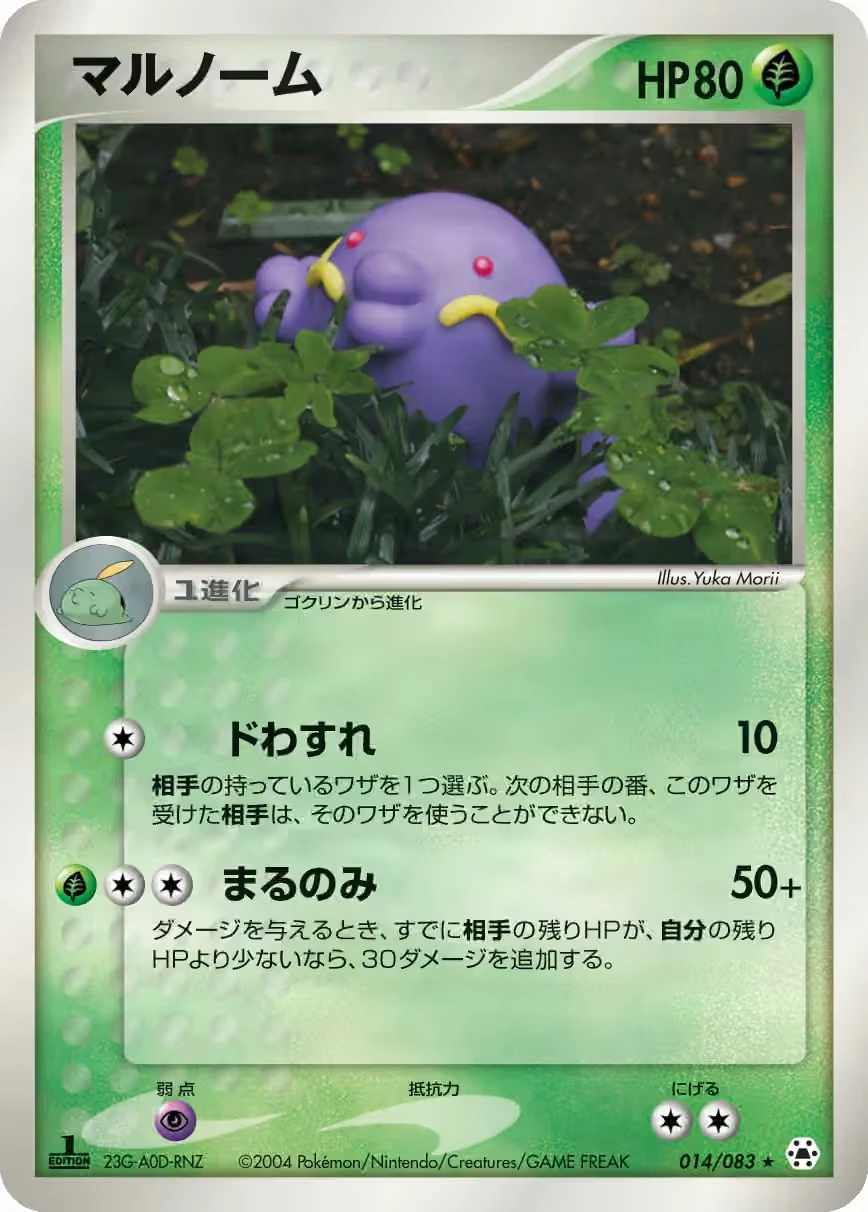 マルノーム
HP80
Illus.Yuka Morii
1進化
ゴクリンから進化
ドわすれ 10
相手の持っているワザを1つ選ぶ。次の相手の番、このワザを
受けた相手は、そのワザを使うことができない。
まるのみ 50+
ダメージを与えるとき、すでに相手の残りHPが、自分の残り
HPより少ないなら、30ダメージを追加する。
弱点 抵抗力 にげる
1 EDITION 23G-A0D-RNZ ©2004 Pokémon/Nintendo/Creatures/GAME FREAK 014/083 ★